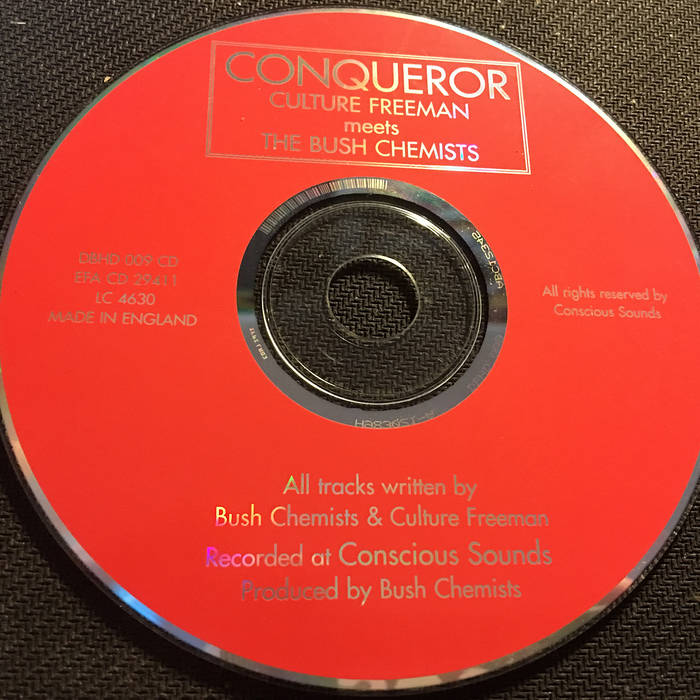 CONQUEROR
CULTURE FREEMAN
meets
THE BUSH CHEMISTS
DBHD 009 CD
EFA CD 29411
LC 4630
MADE IN ENGLAND
All rights reserved by
Conscious Sounds
All tracks written by
Bush Chemists & Culture Freeman
Recorded at Conscious Sounds
Produced by Bush Chemists